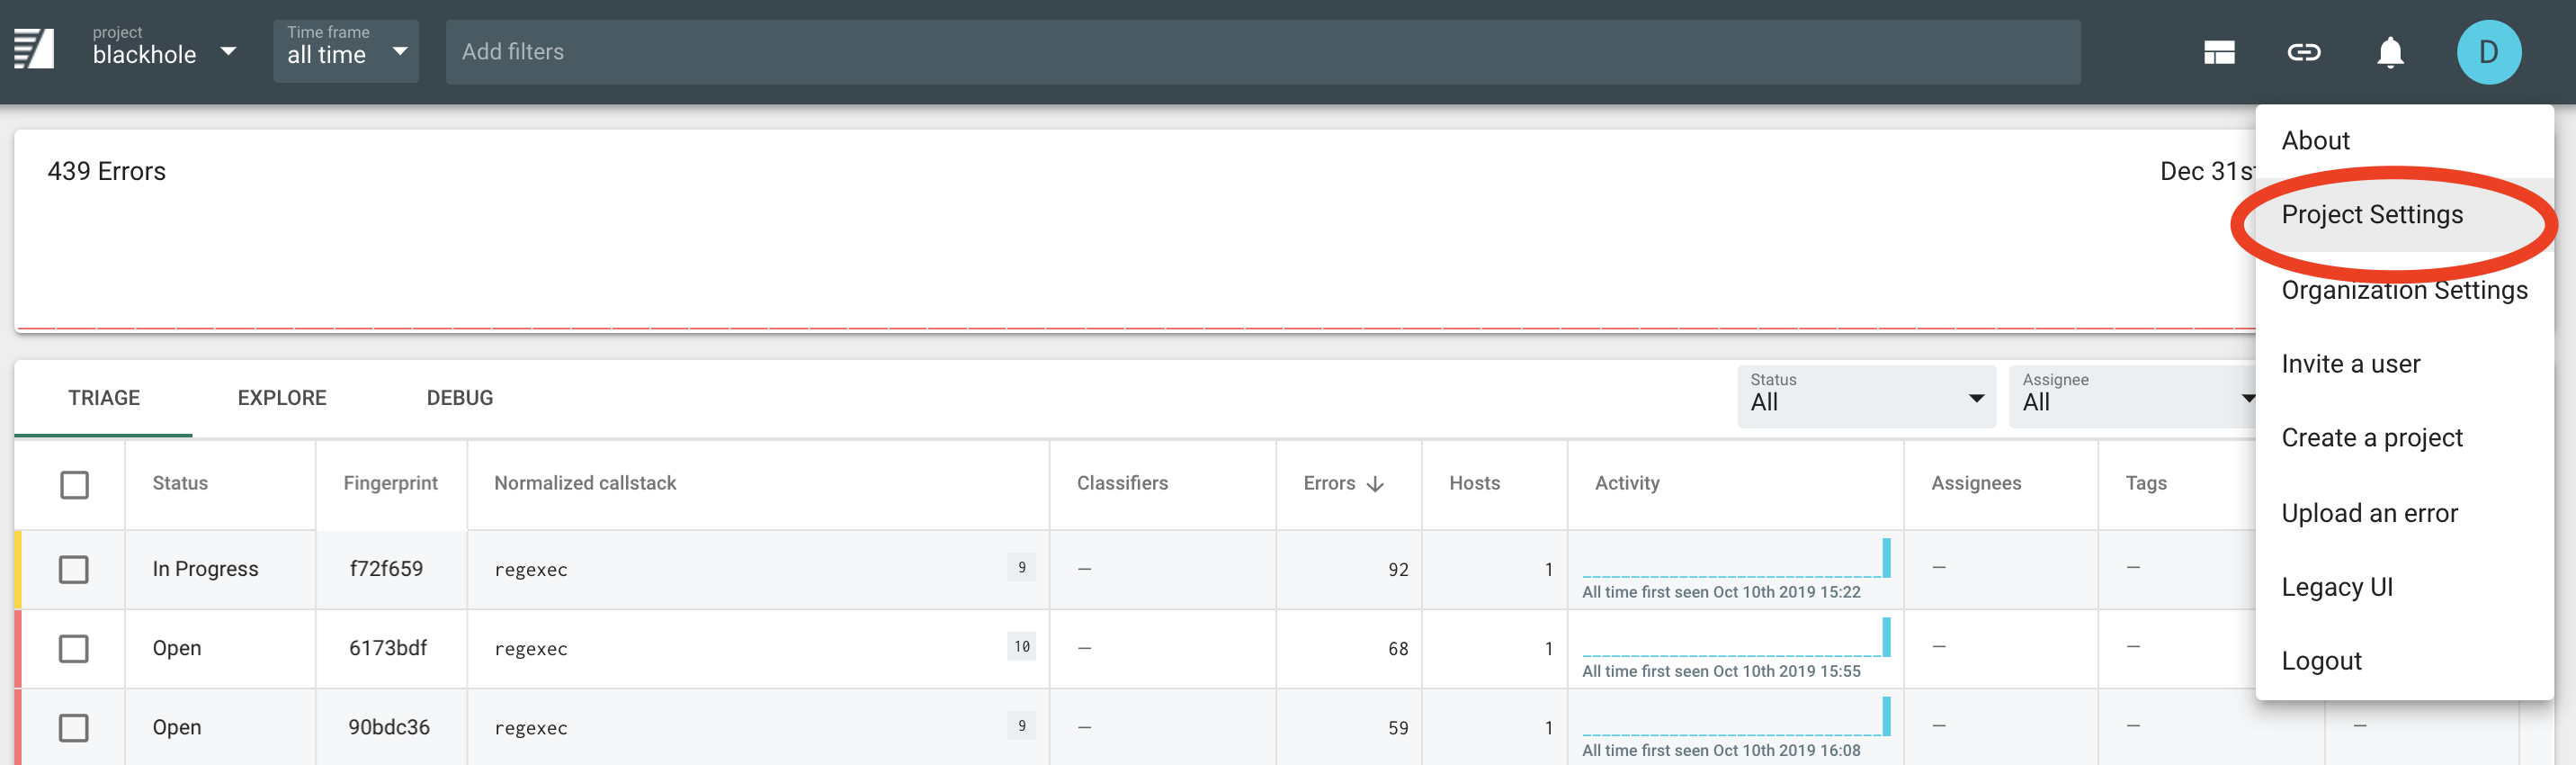 project
blackhole
Time frame
all time
Add filters
D
439 Errors
Dec 31st
About
Project Settings
Organization Settings
Invite a user
Create a project
Upload an error
Legacy UI
Logout
TRIAGE
EXPLORE
DEBUG
Status
All
Assignee
All
Status Fingerprint Normalized callstack Classifiers Errors Hosts Activity Assignees Tags
In Progress f72f659 regexec 9 — 92 1 — —
All time first seen Oct 10th 2019 15:22
Open 6173bdf regexec 10 — 68 1 — —
All time first seen Oct 10th 2019 15:55
Open 90bdc36 regexec 9 — 59 1 — — —
All time first seen Oct 10th 2019 16:08